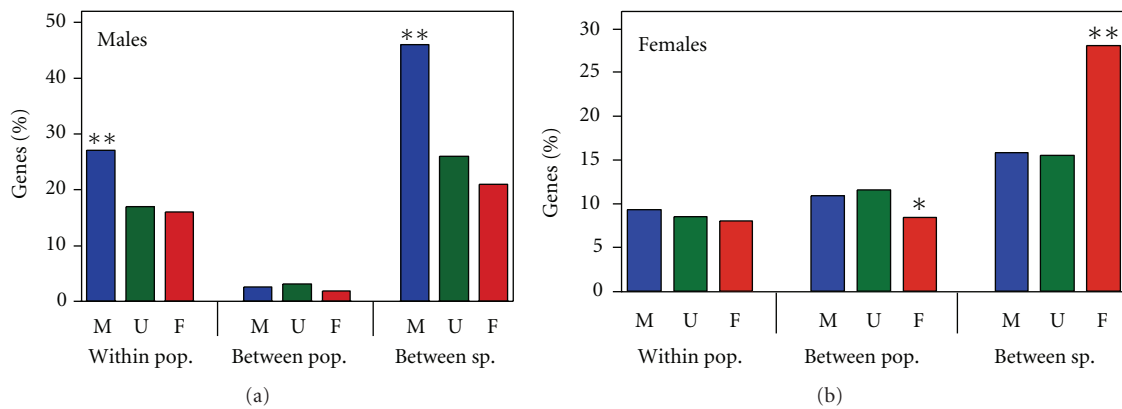 50
40
30
20
10
0
Genes (%)
Males
**
**
M U F M U F M U F
Within pop. Between pop. Between sp.
(a)
30
25
20
15
10
5
0
Genes (%)
Females
**
*
M U F M U F M U F
Within pop. Between pop. Between sp.
(b)